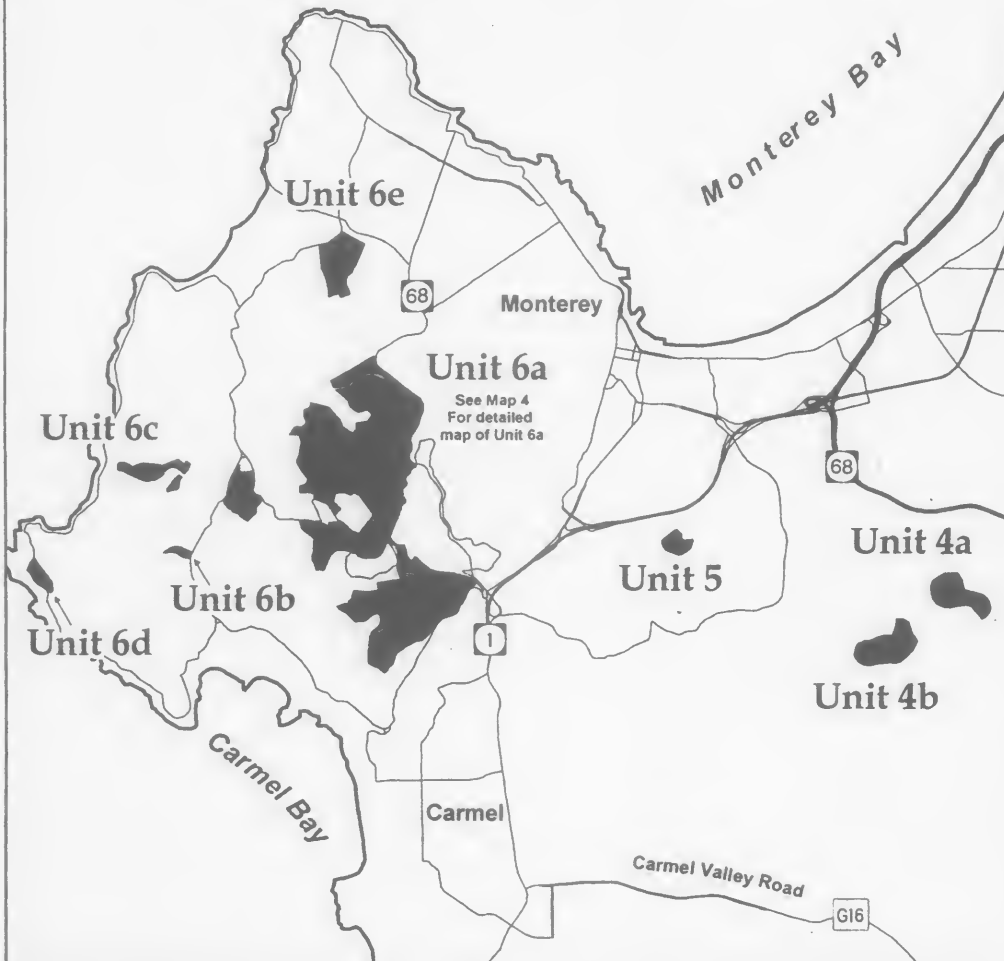 Monterey Bay
Unit 6e
68
Monterey
Unit 6a
See Map 4
For detailed
map of Unit 6a
Unit 6c
68
Unit 4a
Unit 5
Unit 6b
Unit 6d
1
Unit 4b
Carmel Bay
Carmel
Carmel Valley Road
G16